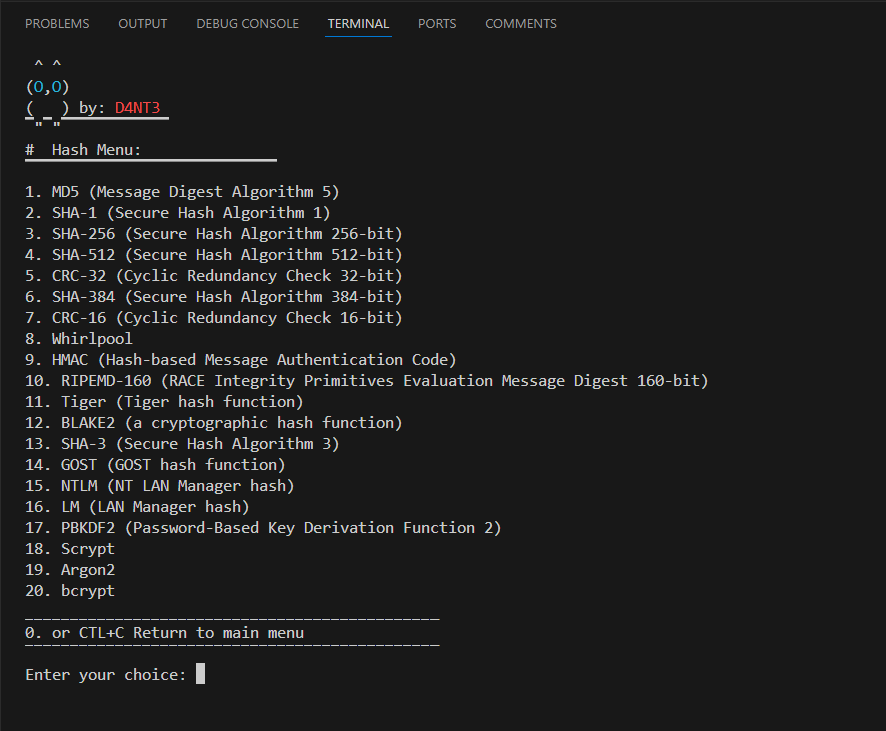 PROBLEMS OUTPUT DEBUG CONSOLE TERMINAL PORTS COMMENTS
^ ^
(O,O)
(   ) by: D4NT3
" "
#  Hash Menu:
1. MD5 (Message Digest Algorithm 5)
2. SHA-1 (Secure Hash Algorithm 1)
3. SHA-256 (Secure Hash Algorithm 256-bit)
4. SHA-512 (Secure Hash Algorithm 512-bit)
5. CRC-32 (Cyclic Redundancy Check 32-bit)
6. SHA-384 (Secure Hash Algorithm 384-bit)
7. CRC-16 (Cyclic Redundancy Check 16-bit)
8. Whirlpool
9. HMAC (Hash-based Message Authentication Code)
10. RIPEMD-160 (RACE Integrity Primitives Evaluation Message Digest 160-bit)
11. Tiger (Tiger hash function)
12. BLAKE2 (a cryptographic hash function)
13. SHA-3 (Secure Hash Algorithm 3)
14. GOST (GOST hash function)
15. NTLM (NT LAN Manager hash)
16. LM (LAN Manager hash)
17. PBKDF2 (Password-Based Key Derivation Function 2)
18. Scrypt
19. Argon2
20. bcrypt
0. or CTL+C Return to main menu
Enter your choice: